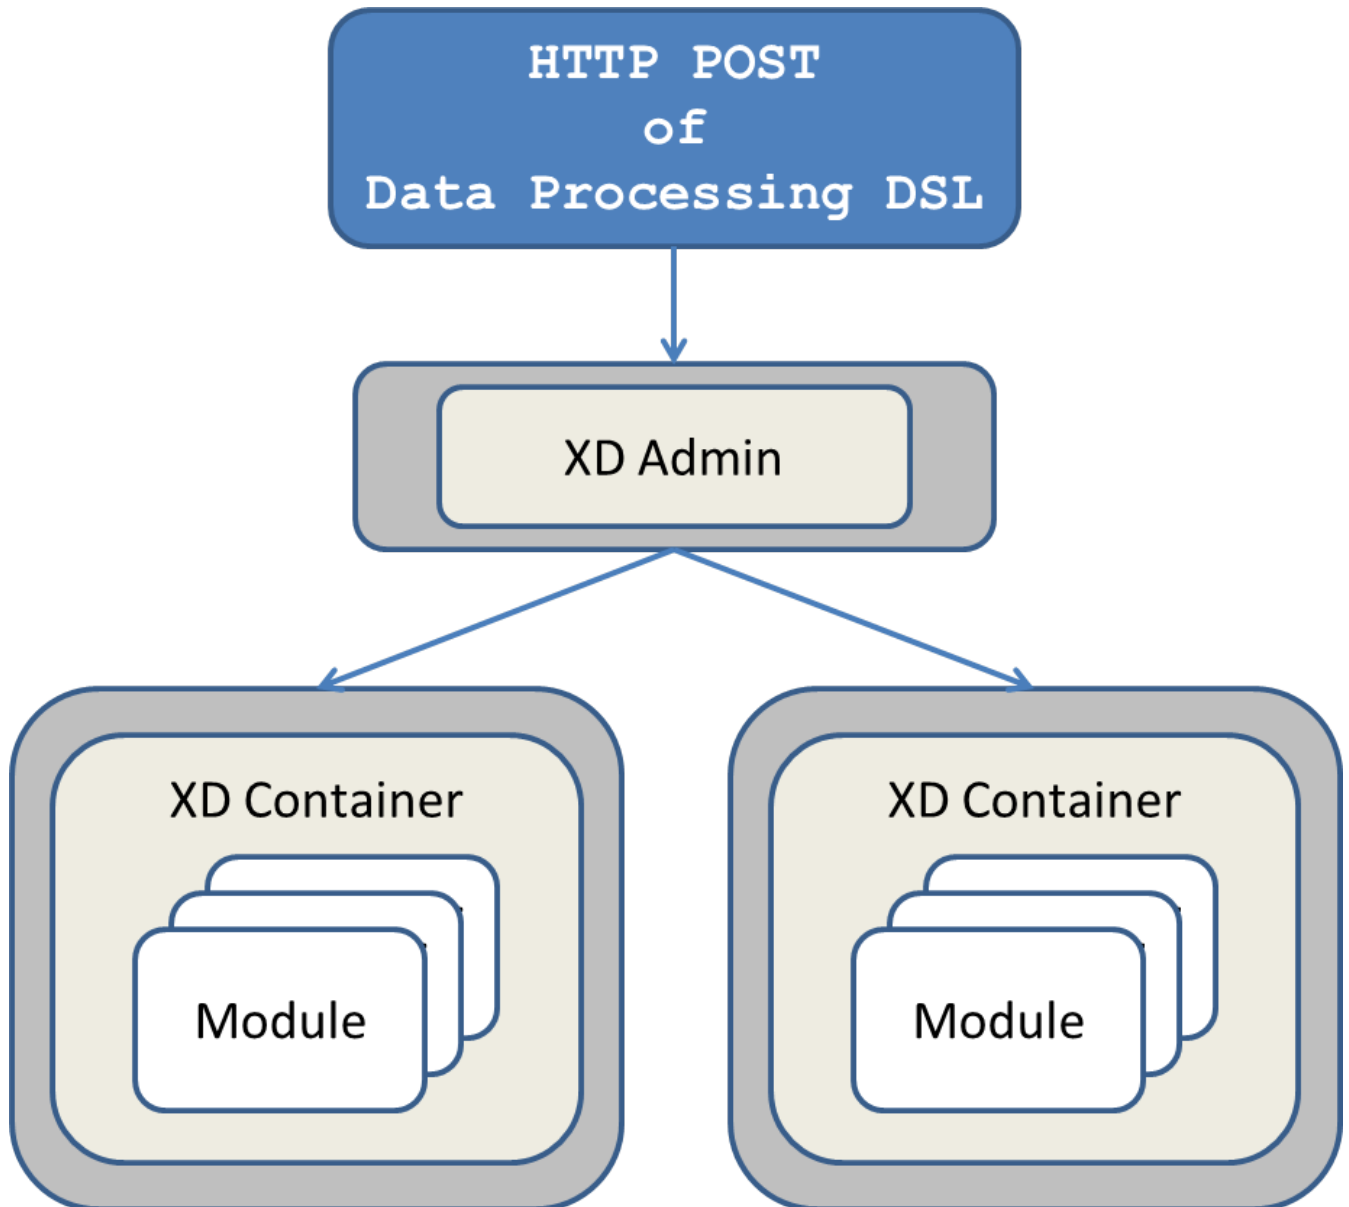 HTTP POST
of
Data Processing DSL
XD Admin
XD Container
XD Container
Module
Module